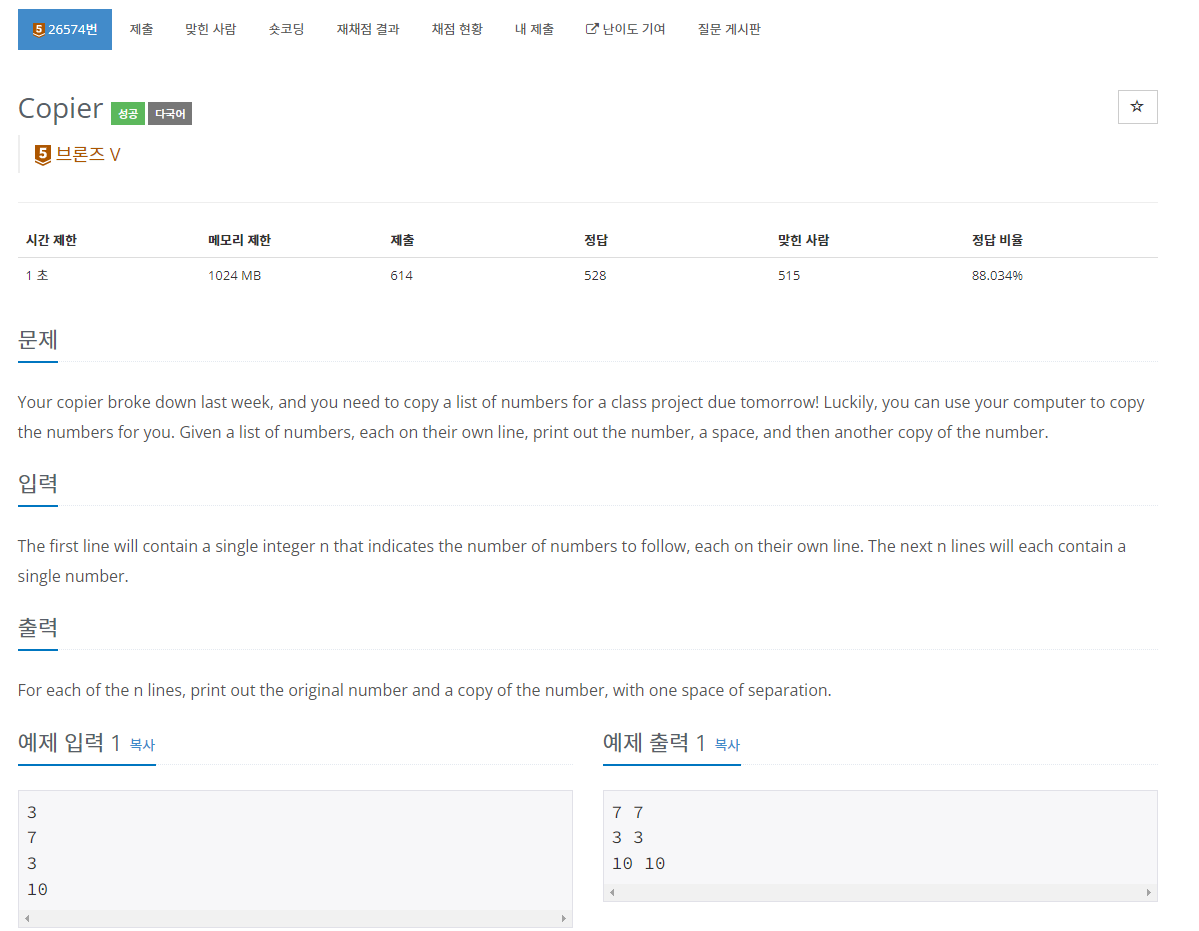 5 26574번 제출 맞힌 사람 숏코딩 재채점 결과 채점 현황 내 제출 난이도 기여 질문 게시판
Copier 성공 다국어
5 브론즈 V
시간 제한 메모리 제한 제출 정답 맞힌 사람 정답 비율
1 초 1024 MB 614 528 515 88.034%
문제
Your copier broke down last week, and you need to copy a list of numbers for a class project due tomorrow! Luckily, you can use your computer to copy
the numbers for you. Given a list of numbers, each on their own line, print out the number, a space, and then another copy of the number.
입력
The first line will contain a single integer n that indicates the number of numbers to follow, each on their own line. The next n lines will each contain a
single number.
출력
For each of the n lines, print out the original number and a copy of the number, with one space of separation.
예제 입력 1 복사
3
7
3
10
예제 출력 1 복사
7 7
3 3
10 10